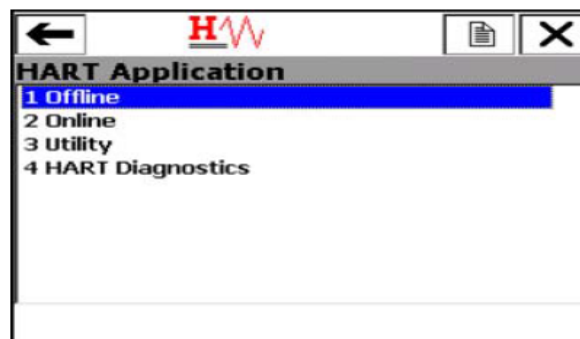 H
HART Application
1 Offline
2 Online
3 Utility
4 HART Diagnostics